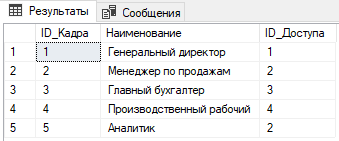 Результаты Сообщения
ID_Кадра Наименование ID_Доступа
1 1 Генеральный директор 1
2 2 Менеджер по продажам 2
3 3 Главный бухгалтер 3
4 4 Производственный рабочий 4
5 5 Аналитик 2